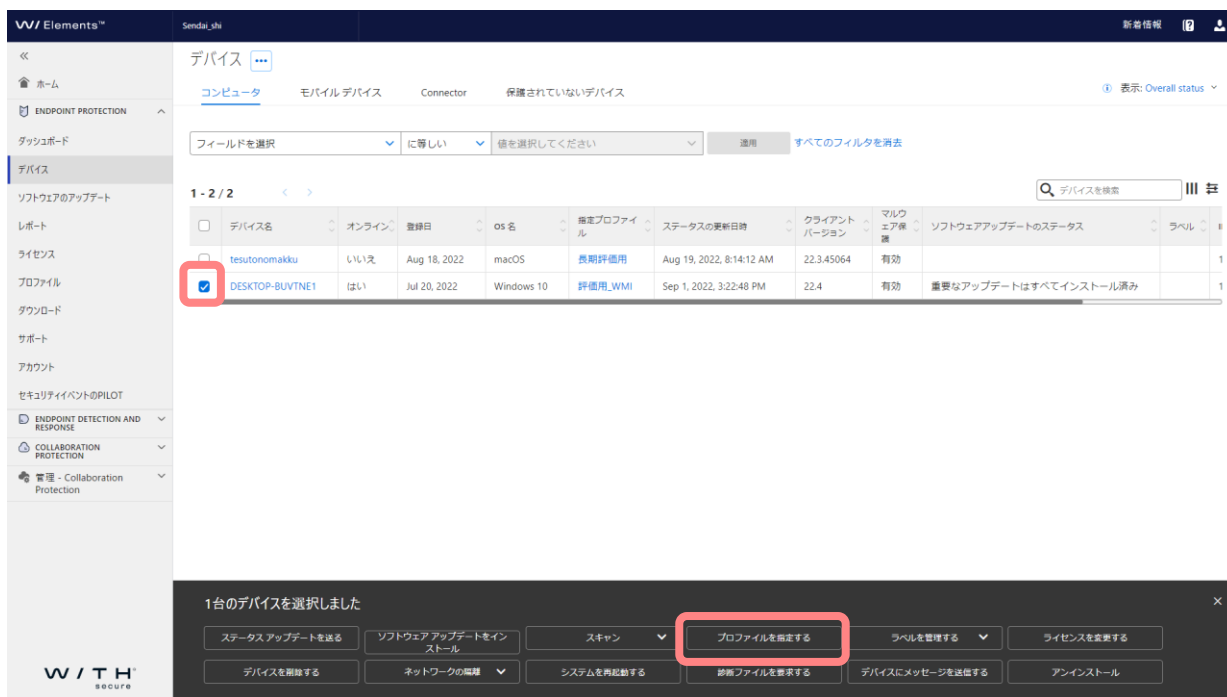 W/ Elements™
Sendai_shi
新着情報
ホーム
ENDPOINT PROTECTION
ダッシュボード
デバイス
ソフトウェアのアップデート
レポート
ライセンス
プロファイル
ダウンロード
サポート
アカウント
セキュリティイベントのPILOT
ENDPOINT DETECTION AND
RESPONSE
COLLABORATION
PROTECTION
管理 - Collaboration
Protection
W / T H
secure
デバイス
コンピュータ モバイル デバイス Connector 保護されていないデバイス
表示: Overall status
フィールドを選択 に等しい 値を選択してください 適用 すべてのフィルタを消去
1 - 2 / 2
デバイスを検索
デバイス名 オンライン 登録日 OS 名 指定プロファイル ステータスの更新日時 クライアント バージョン マルウェア保護 ソフトウェアアップデートのステータス ラベル
tesutonomakku いいえ Aug 18, 2022 macOS 長期評価用 Aug 19, 2022, 8:14:12 AM 22.3.45064 有効
DESKTOP-BUVTNE1 はい Jul 20, 2022 Windows 10 評価用_WMI Sep 1, 2022, 3:22:48 PM 22.4 有効 重要なアップデートはすべてインストール済み
1台のデバイスを選択しました
ステータス アップデートを送る ソフトウェア アップデートをインストール スキャン プロファイルを指定する ラベルを管理する ライセンスを変更する
デバイスを削除する ネットワークの隔離 システムを再起動する 診断ファイルを要求する デバイスにメッセージを送信する アンインストール